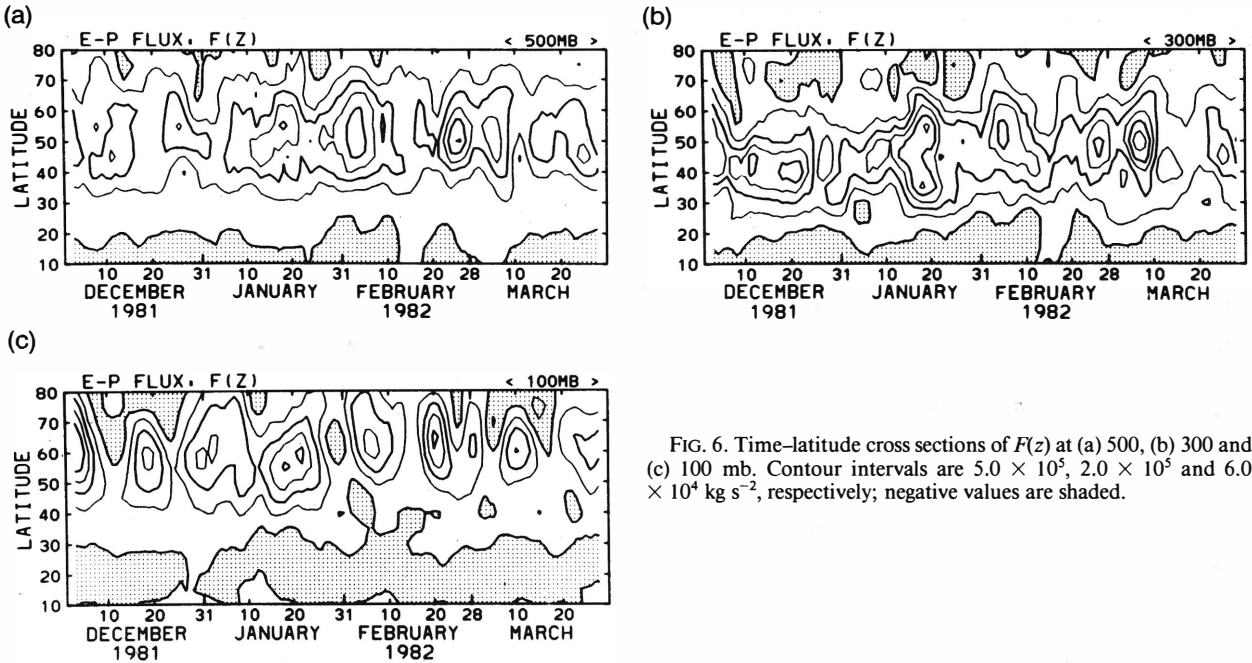 (a)
E-P FLUX. F(Z) < 500MB >
80
70
60
50
40
30
20
10
LATITUDE
10 20 31 10 20 31 10 20 28 10 20
DECEMBER JANUARY FEBRUARY MARCH
1981 1982
(b)
E-P FLUX. F(Z) < 300MB >
80
70
60
50
40
30
20
10
LATITUDE
10 20 31 10 20 31 10 20 28 10 20
DECEMBER JANUARY FEBRUARY MARCH
1981 1982
(c)
E-P FLUX. F(Z) < 100MB >
80
70
60
50
40
30
20
10
LATITUDE
10 20 31 10 20 31 10 20 28 10 20
DECEMBER JANUARY FEBRUARY MARCH
1981 1982
FIG. 6. Time–latitude cross sections of F(z) at (a) 500, (b) 300 and
(c) 100 mb. Contour intervals are 5.0 × 10⁵, 2.0 × 10⁵ and 6.0
× 10⁴ kg s⁻², respectively; negative values are shaded.